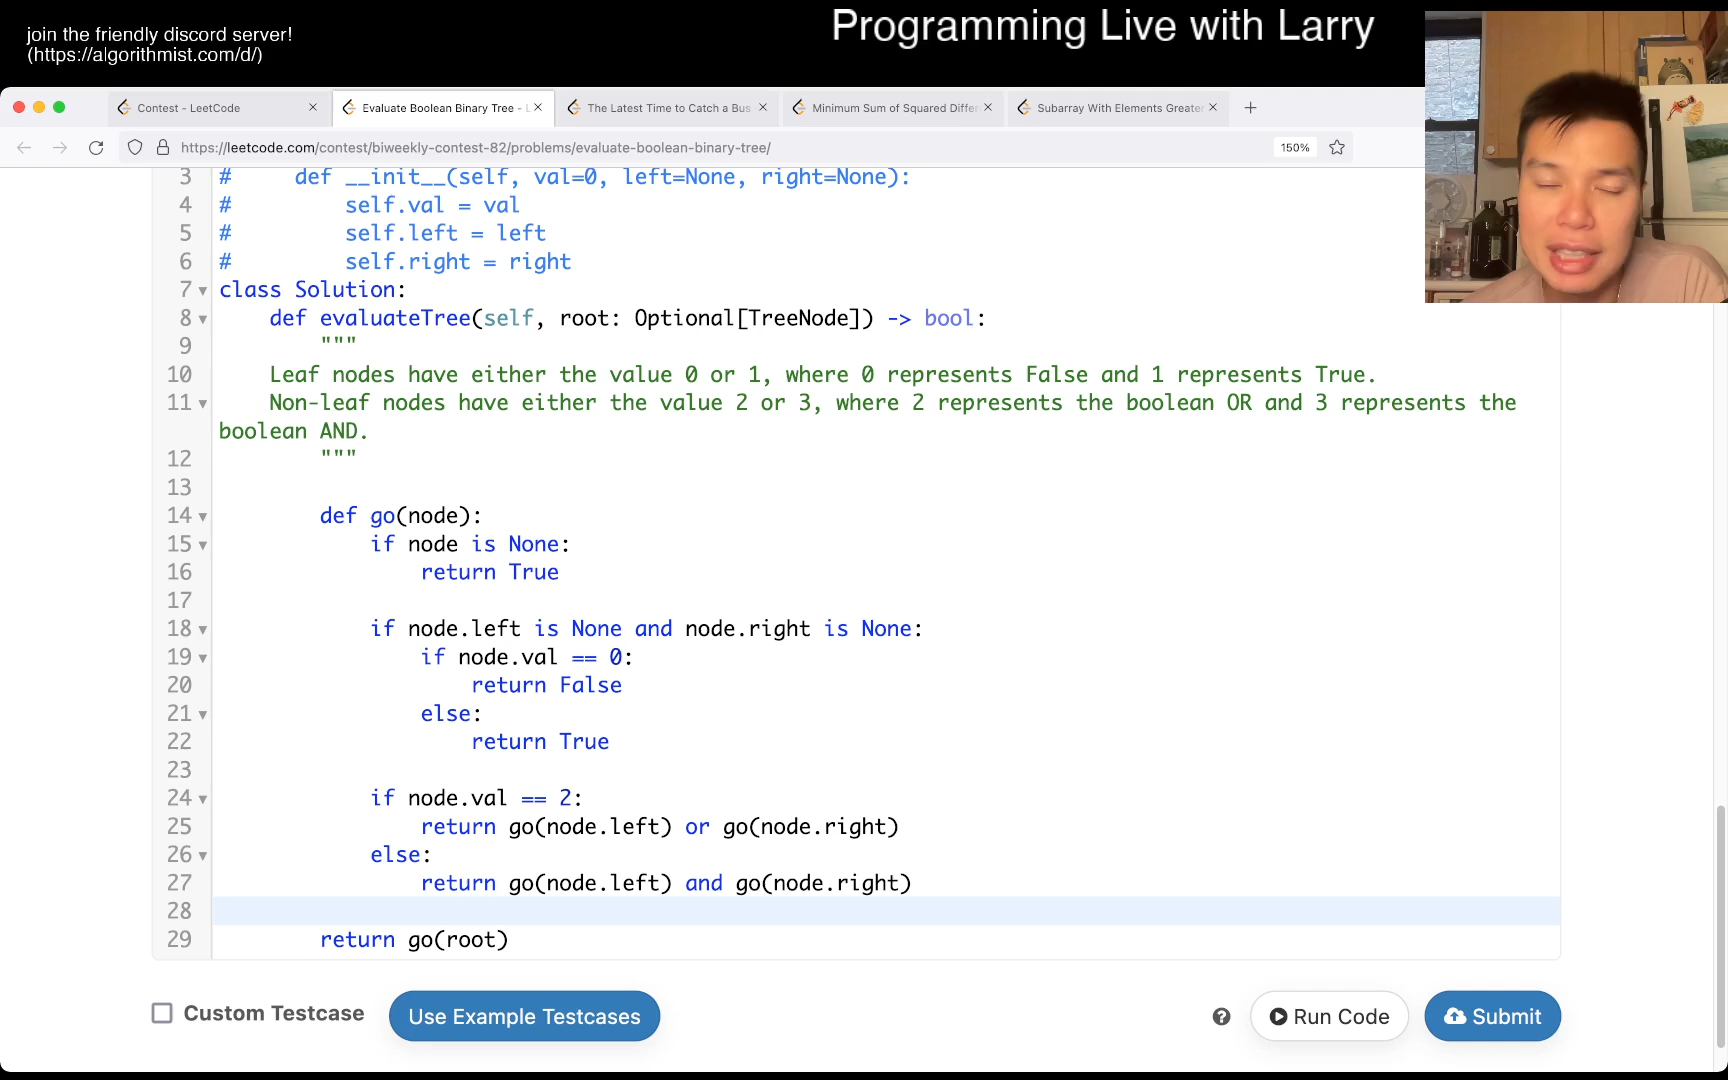 join the friendly discord server!
(https://algorithmist.com/d/)
Programming Live with Larry
Contest - LeetCode
Evaluate Boolean Binary Tree - L
The Latest Time to Catch a Bus
Minimum Sum of Squared Differ
Subarray With Elements Greater
https://leetcode.com/contest/biweekly-contest-82/problems/evaluate-boolean-binary-tree/
150%
3 # def __init__(self, val=0, left=None, right=None):
4 # self.val = val
5 # self.left = left
6 # self.right = right
7 class Solution:
8 def evaluateTree(self, root: Optional[TreeNode]) -> bool:
9 """
10 Leaf nodes have either the value 0 or 1, where 0 represents False and 1 represents True.
11 Non-leaf nodes have either the value 2 or 3, where 2 represents the boolean OR and 3 represents the
boolean AND.
12 """
13
14 def go(node):
15 if node is None:
16 return True
17
18 if node.left is None and node.right is None:
19 if node.val == 0:
20 return False
21 else:
22 return True
23
24 if node.val == 2:
25 return go(node.left) or go(node.right)
26 else:
27 return go(node.left) and go(node.right)
28
29 return go(root)
Custom Testcase
Use Example Testcases
?
Run Code
Submit